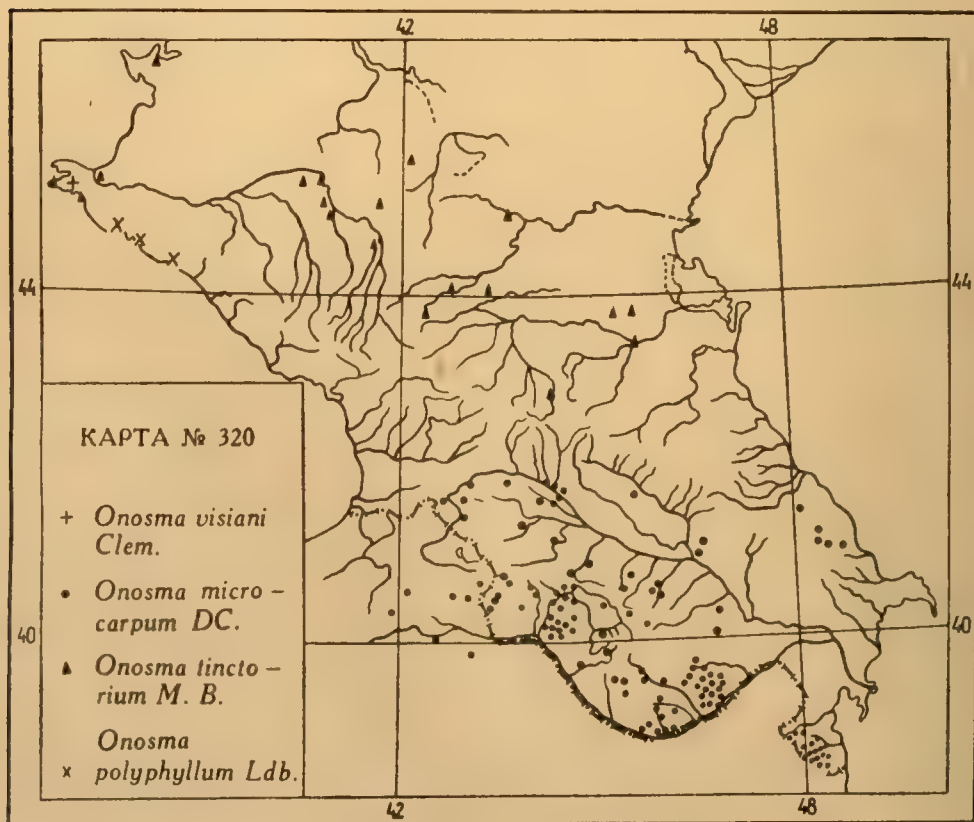 42 48
44 44
КАРТА № 320
+ Onosma visiani
Clem.
• Onosma micro–
carpum DC.
▲ Onosma tincto–
rium M. B.
Onosma
× polyphyllum Ldb.
40 40
42 48